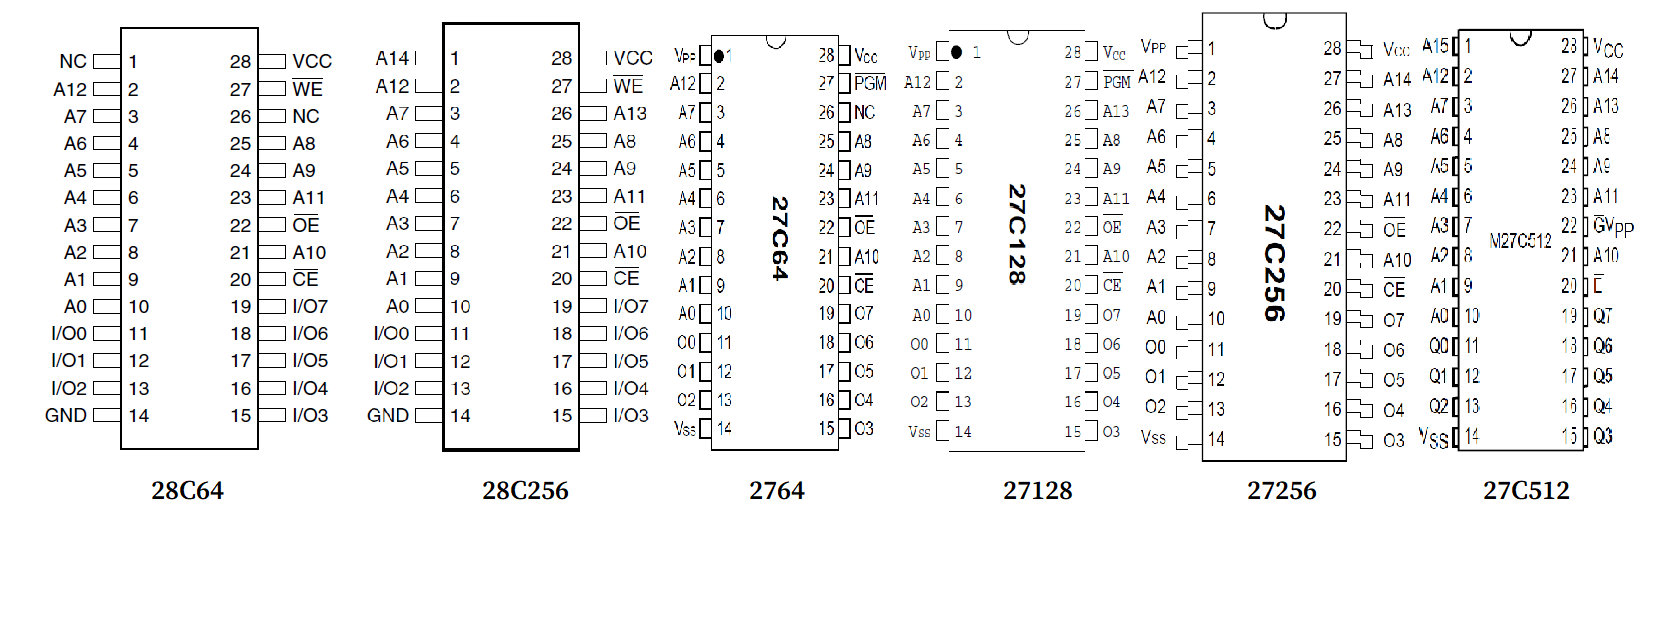 NC 1 28 VCC
A12 2 27 WE
A7 3 26 NC
A6 4 25 A8
A5 5 24 A9
A4 6 23 A11
A3 7 22 OE
A2 8 21 A10
A1 9 20 CE
A0 10 19 I/O7
I/O0 11 18 I/O6
I/O1 12 17 I/O5
I/O2 13 16 I/O4
GND 14 15 I/O3
28C64
A14 1 28 VCC
A12 2 27 WE
A7 3 26 A13
A6 4 25 A8
A5 5 24 A9
A4 6 23 A11
A3 7 22 OE
A2 8 21 A10
A1 9 20 CE
A0 10 19 I/O7
I/O0 11 18 I/O6
I/O1 12 17 I/O5
I/O2 13 16 I/O4
GND 14 15 I/O3
28C256
VPP 1 28 Vcc
A12 2 27 PGM
A7 3 26 NC
A6 4 25 A8
A5 5 24 A9
A4 6 23 A11
A3 7 22 OE
A2 8 21 A10
A1 9 20 CE
A0 10 19 O7
O0 11 18 O6
O1 12 17 O5
O2 13 16 O4
Vss 14 15 O3
27C64
2764
VPP 1 28 VCC
A12 2 27 PGM
A7 3 26 A13
A6 4 25 A8
A5 5 24 A9
A4 6 23 A11
A3 7 22 OE
A2 8 21 A10
A1 9 20 CE
A0 10 19 O7
O0 11 18 O6
O1 12 17 O5
O2 13 16 O4
Vss 14 15 O3
27C128
27128
VPP 1 28 Vcc
A12 2 27 A14
A7 3 26 A13
A6 4 25 A8
A5 5 24 A9
A4 6 23 A11
A3 7 22 OE
A2 8 21 A10
A1 9 20 CE
A0 10 19 O7
O0 11 18 O6
O1 12 17 O5
O2 13 16 O4
Vss 14 15 O3
27C256
27256
A15 1 28 VCC
A12 2 27 A14
A7 3 26 A13
A6 4 25 A8
A5 5 24 A9
A4 6 23 A11
A3 7 22 GVPP
A2 8 21 A10
A1 9 20 E
A0 10 19 Q7
Q0 11 18 Q6
Q1 12 17 Q5
Q2 13 16 Q4
VSS 14 15 Q3
M27C512
27C512